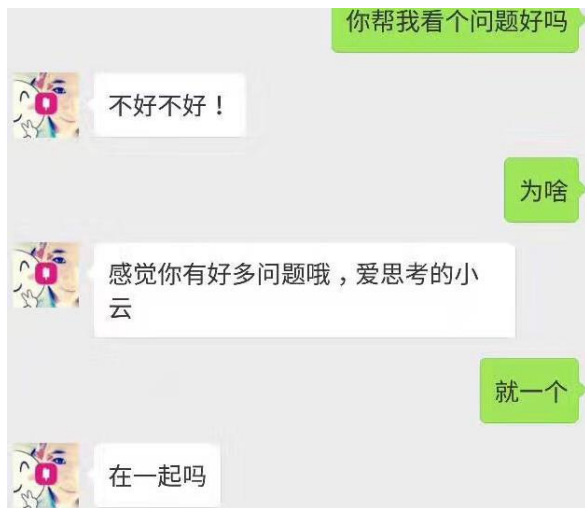 你帮我看个问题好吗
不好不好！
为啥
感觉你有好多问题哦，爱思考的小
云
就一个
在一起吗